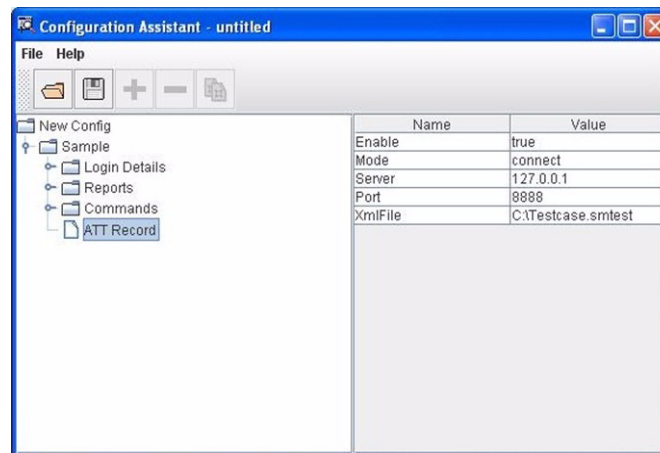 Configuration Assistant - untitled
File Help
New Config
Sample
Login Details
Reports
Commands
ATT Record
Name Value
Enable true
Mode connect
Server 127.0.0.1
Port 8888
XmlFile C:\Testcase.smtest